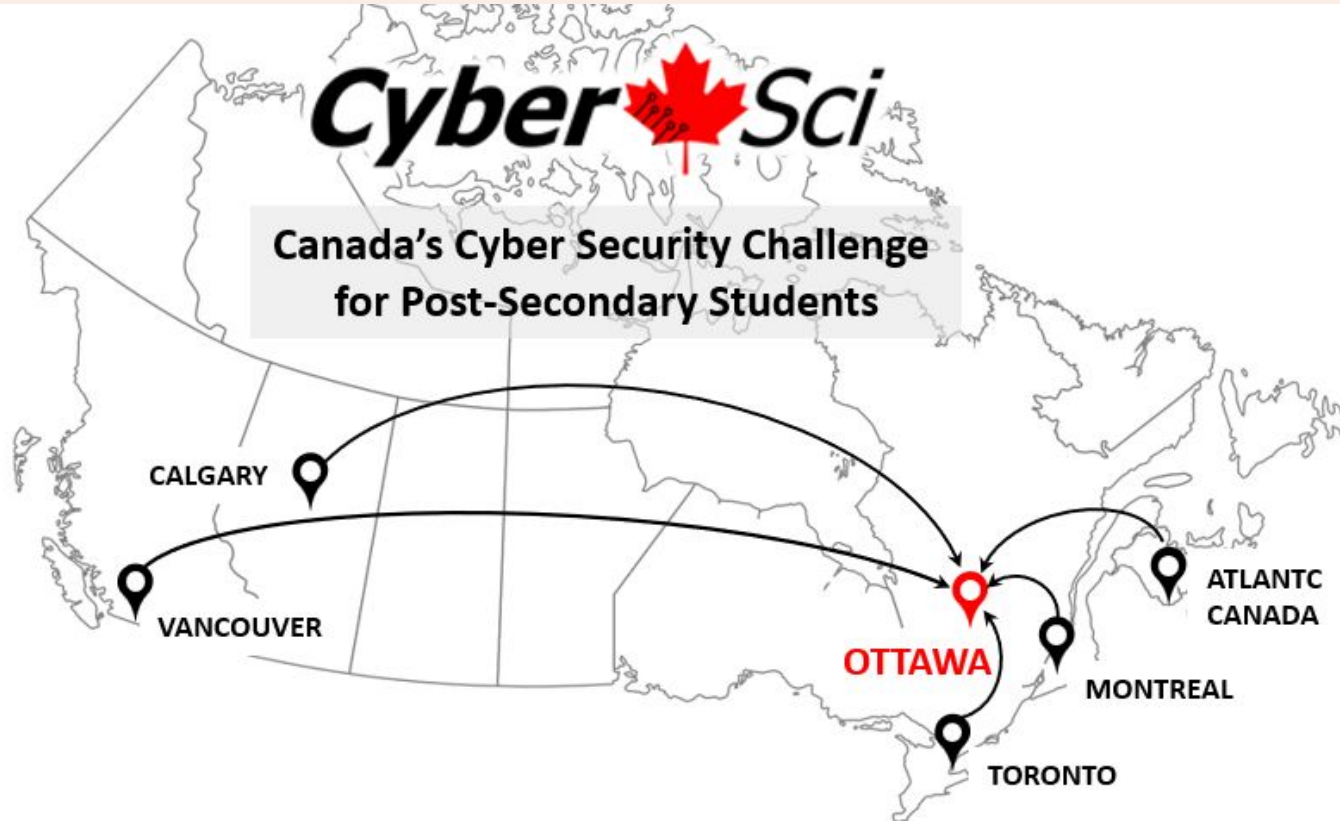 Cyber Sci
Canada's Cyber Security Challenge
for Post-Secondary Students
CALGARY
VANCOUVER
OTTAWA
ATLANTC
CANADA
MONTREAL
TORONTO